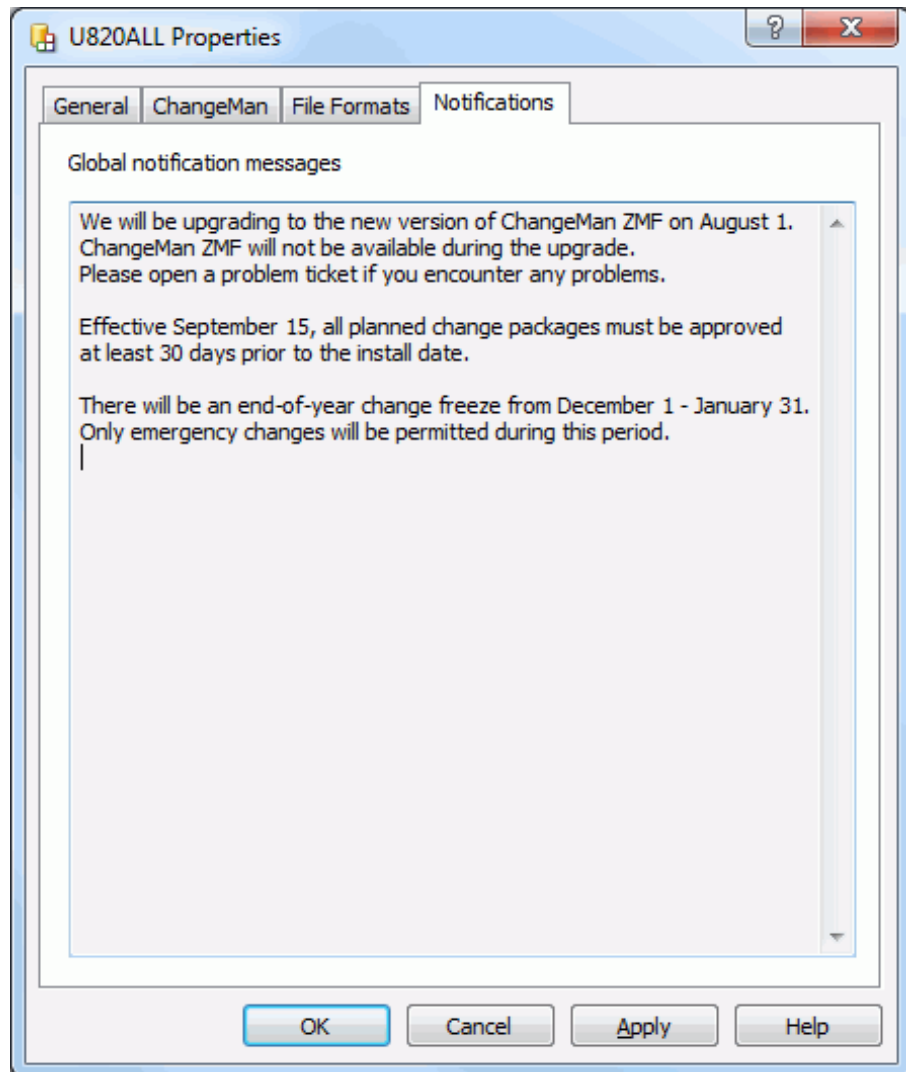 U820ALL Properties
General ChangeMan File Formats Notifications
Global notification messages
We will be upgrading to the new version of ChangeMan ZMF on August 1.
ChangeMan ZMF will not be available during the upgrade.
Please open a problem ticket if you encounter any problems.
Effective September 15, all planned change packages must be approved
at least 30 days prior to the install date.
There will be an end-of-year change freeze from December 1 - January 31.
Only emergency changes will be permitted during this period.
OK Cancel Apply Help